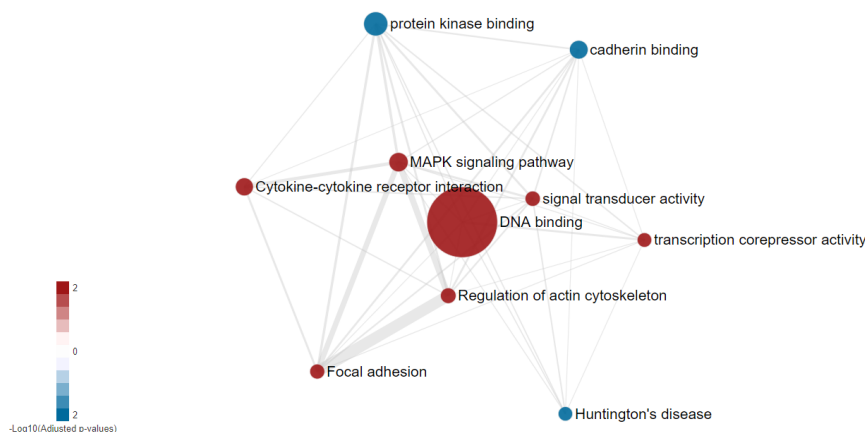 protein kinase binding
cadherin binding
MAPK signaling pathway
Cytokine-cytokine receptor interaction
signal transducer activity
DNA binding
transcription corepressor activity
Regulation of actin cytoskeleton
Focal adhesion
Huntington's disease
2
0
2
-Log10(Adjusted p-values)